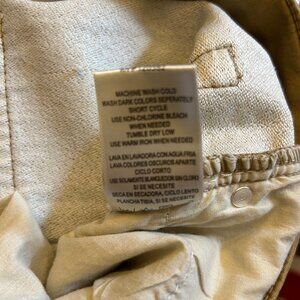 MACHINE WASH COLD
WASH DARK COLORS SEPERATELY
SHORT CYCLE
USE NON-CHLORINE BLEACH
WHEN NEEDED
TUMBLE DRY LOW
USE WARM IRON WHEN NEEDED
LAVA EN LAVADORA CON AGUA FRIA
LAVA COLORES OSCUROS APARTE
CICLO CORTO
USE SOLAMENTE BLANQUEADOR SIN CLORO
SI SE NECESITE
SECA EN SECADORA, CICLO LENTO
PLANCHA TIBIA, SI SE NECESITE